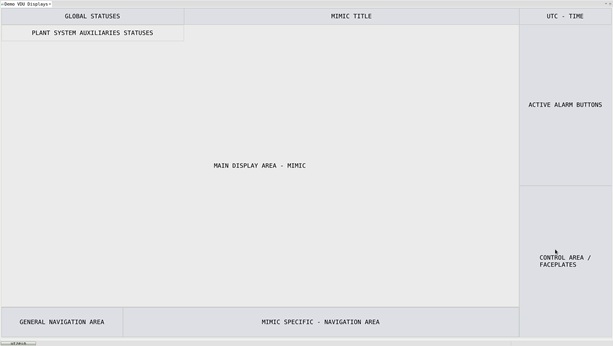 Demo VDU Displays
GLOBAL STATUSES
MIMIC TITLE
UTC - TIME
PLANT SYSTEM AUXILIARIES STATUSES
ACTIVE ALARM BUTTONS
MAIN DISPLAY AREA - MIMIC
CONTROL AREA /
FACEPLATES
GENERAL NAVIGATION AREA
MIMIC SPECIFIC - NAVIGATION AREA